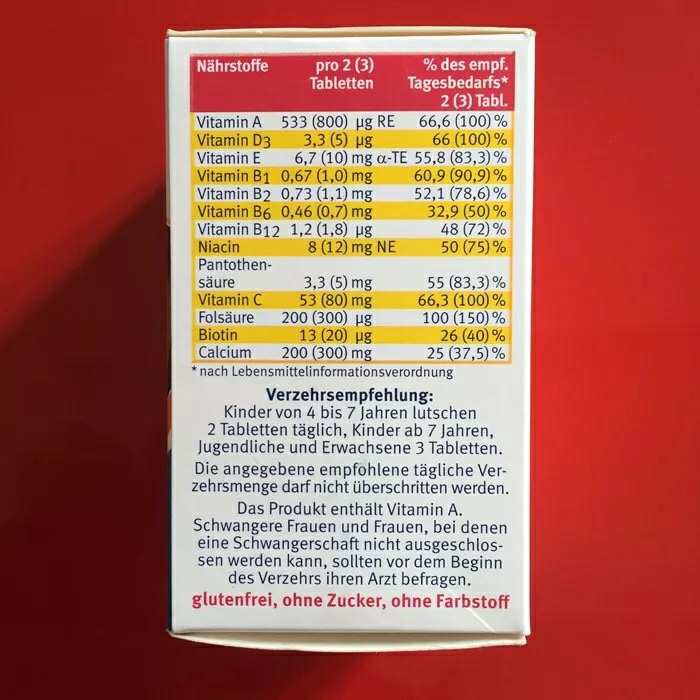 Nährstoffe pro 2 (3) Tabletten % des empf. Tagesbedarfs* 2 (3) Tabl.
Vitamin A 533 (800) µg RE 66,6 (100) %
Vitamin D3 3,3 (5) µg 66 (100) %
Vitamin E 6,7 (10) mg α-TE 55,8 (83,3) %
Vitamin B1 0,67 (1,0) mg 60,9 (90,9) %
Vitamin B2 0,73 (1,1) mg 52,1 (78,6) %
Vitamin B6 0,46 (0,7) mg 32,9 (50) %
Vitamin B12 1,2 (1,8) µg 48 (72) %
Niacin 8 (12) mg NE 50 (75) %
Pantothen-
säure 3,3 (5) mg 55 (83,3) %
Vitamin C 53 (80) mg 66,3 (100) %
Folsäure 200 (300) µg 100 (150) %
Biotin 13 (20) µg 26 (40) %
Calcium 200 (300) mg 25 (37,5) %
* nach Lebensmittelinformationsverordnung
Verzehrsempfehlung:
Kinder von 4 bis 7 Jahren lutschen
2 Tabletten täglich, Kinder ab 7 Jahren,
Jugendliche und Erwachsene 3 Tabletten.
Die angegebene empfohlene tägliche Ver-
zehrsmenge darf nicht überschritten werden.
Das Produkt enthält Vitamin A.
Schwangere Frauen und Frauen, bei denen
eine Schwangerschaft nicht ausgeschlos-
sen werden kann, sollten vor dem Beginn
des Verzehrs ihren Arzt befragen.
glutenfrei, ohne Zucker, ohne Farbstoff